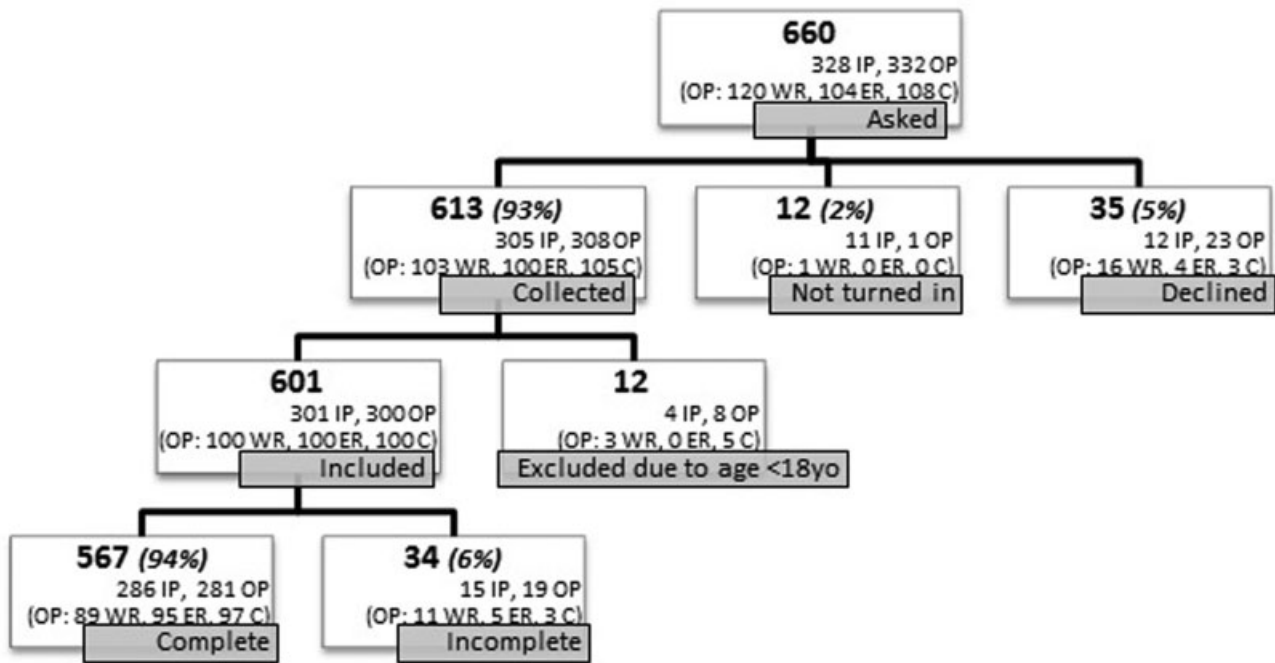 660
328 IP, 332 OP
(OP: 120 WR, 104 ER, 108 C)
Asked
613 (93%)
305 IP, 308 OP
(OP: 103 WR, 100 ER, 105 C)
Collected
12 (2%)
11 IP, 1 OP
(OP: 1 WR, 0 ER, 0 C)
Not turned in
35 (5%)
12 IP, 23 OP
(OP: 16 WR, 4 ER, 3 C)
Declined
601
301 IP, 300 OP
(OP: 100 WR, 100 ER, 100 C)
Included
12
4 IP, 8 OP
(OP: 3 WR, 0 ER, 5 C)
Excluded due to age <18yo
567 (94%)
286 IP, 281 OP
(OP: 89 WR, 95 ER, 97 C)
Complete
34 (6%)
15 IP, 19 OP
(OP: 11 WR, 5 ER, 3 C)
Incomplete